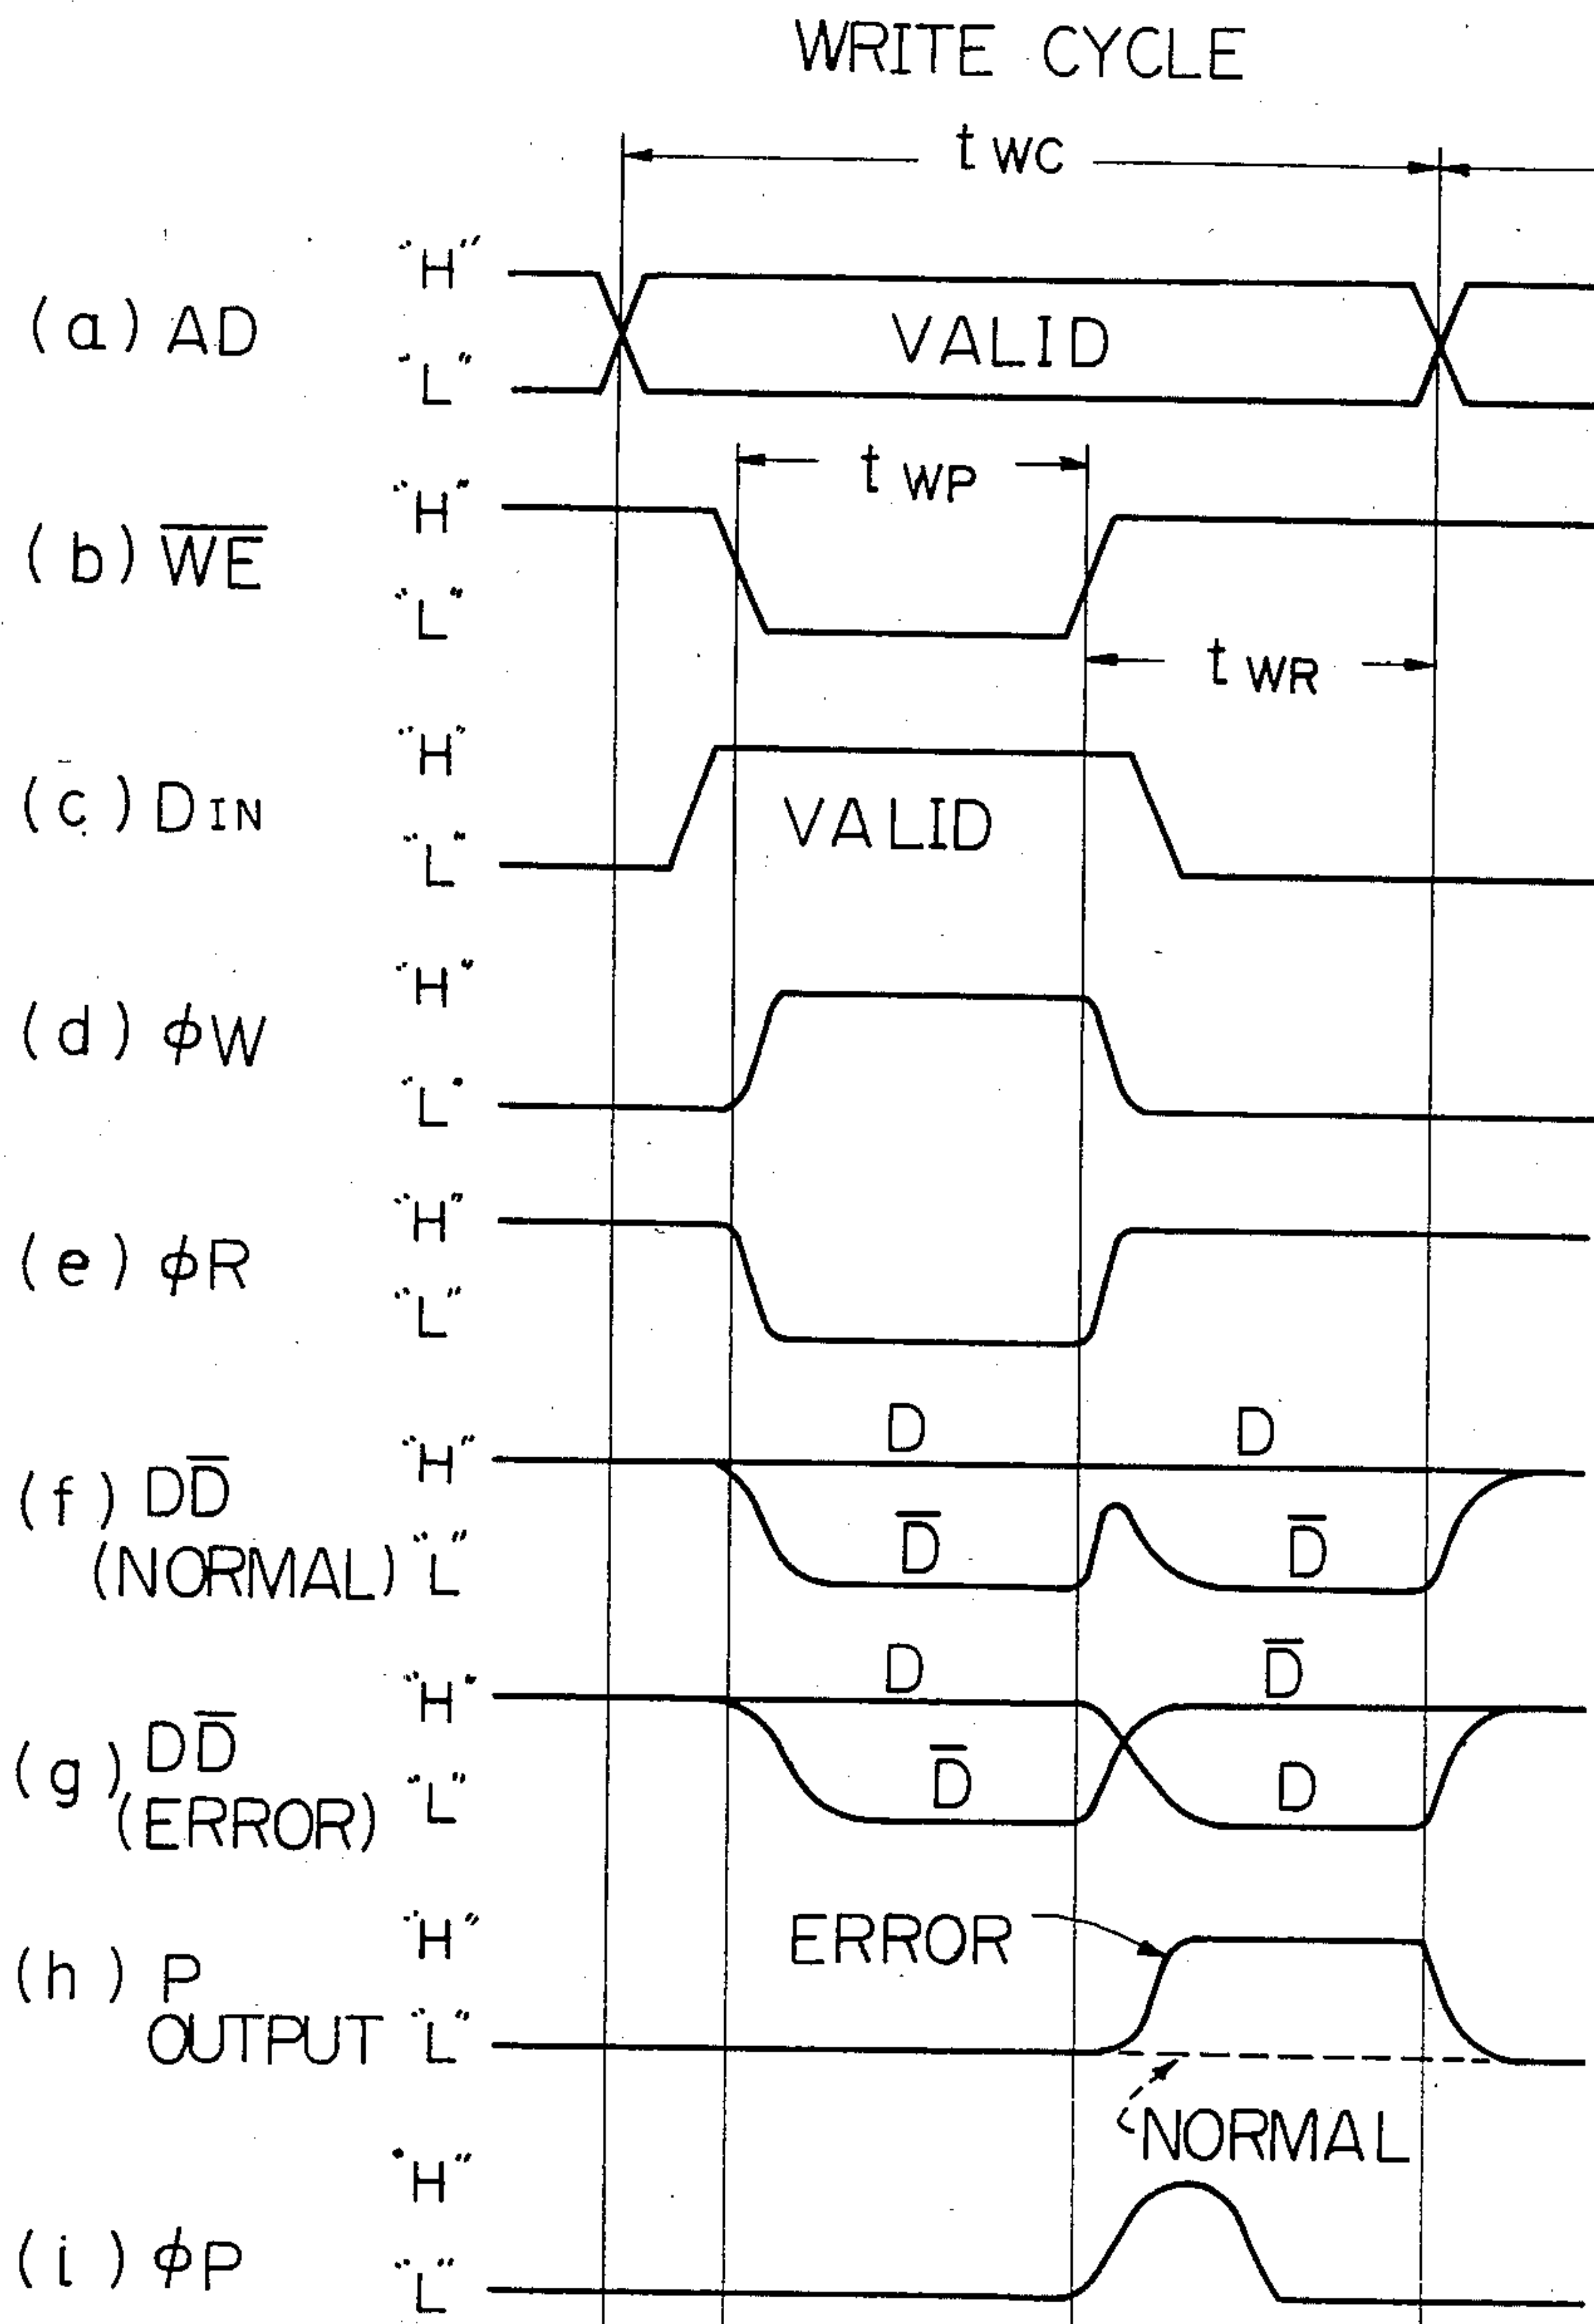 WRITE CYCLE
t WC
(a) AD "H" "L" VALID
t WP
(b) W̅E̅ "H" "L"
t WR
(c) DIN "H" "L" VALID
(d) φW "H" "L"
(e) φR "H" "L"
D D
(f) DD̅ "H"
(NORMAL) "L" D̅ D̅
D D̅
(g) DD̅ "H"
(ERROR) "L" D̅ D
(h) P "H" ERROR
OUTPUT "L"
NORMAL
(i) φP "H" "L"